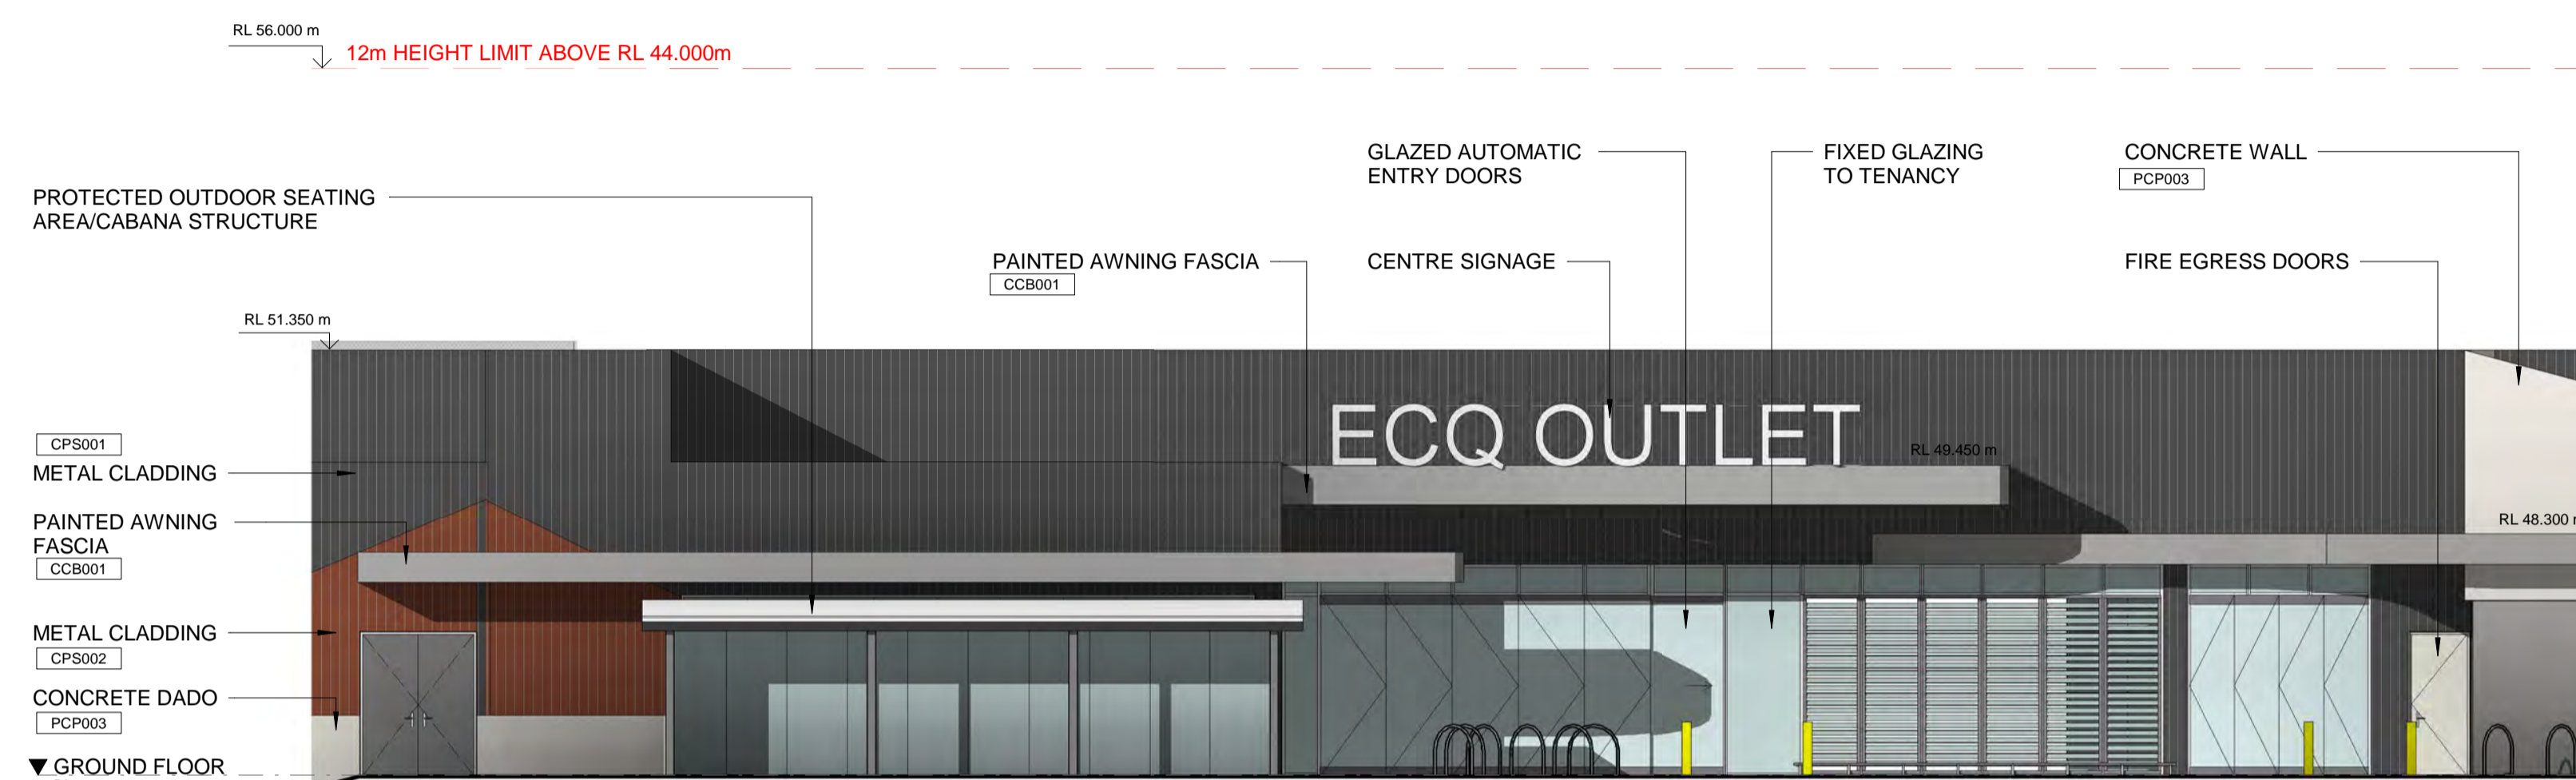 RL 56.000 m
12m HEIGHT LIMIT ABOVE RL 44.000m
GLAZED AUTOMATIC
ENTRY DOORS
FIXED GLAZING
TO TENANCY
CONCRETE WALL
PCP003
PROTECTED OUTDOOR SEATING
AREA/CABANA STRUCTURE
PAINTED AWNING FASCIA
CCB001
CENTRE SIGNAGE
FIRE EGRESS DOORS
RL 51.350 m
ECQ OUTLET
RL 49.450 m
CPS001
METAL CLADDING
PAINTED AWNING
FASCIA
CCB001
RL 48.300
METAL CLADDING
CPS002
CONCRETE DADO
PCP003
GROUND FLOOR